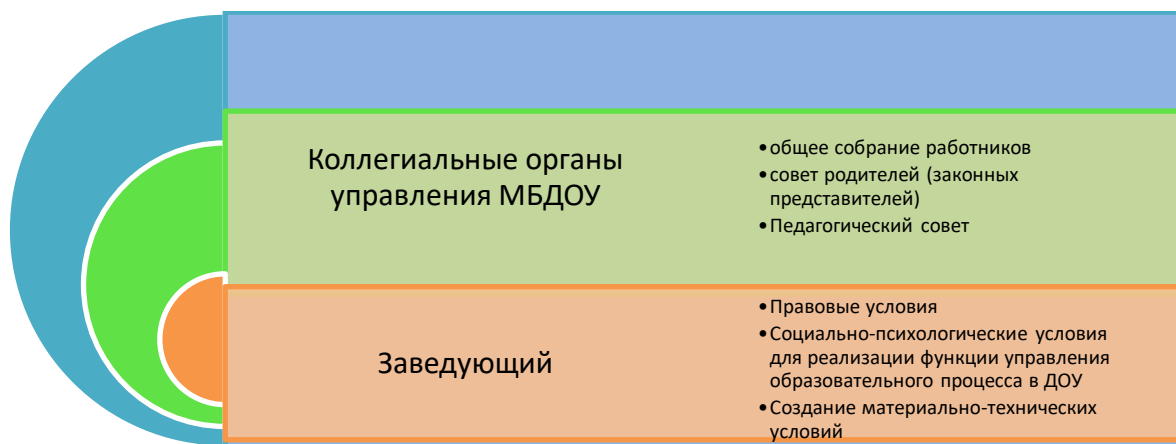 Коллегиальные органы
управления МБДОУ
•общее собрание работников
•совет родителей (законных
представителей)
•Педагогический совет
Заведующий
•Правовые условия
•Социально-психологические условия
для реализации функции управления
образовательного процесса в ДОУ
•Создание материально-технических
условий